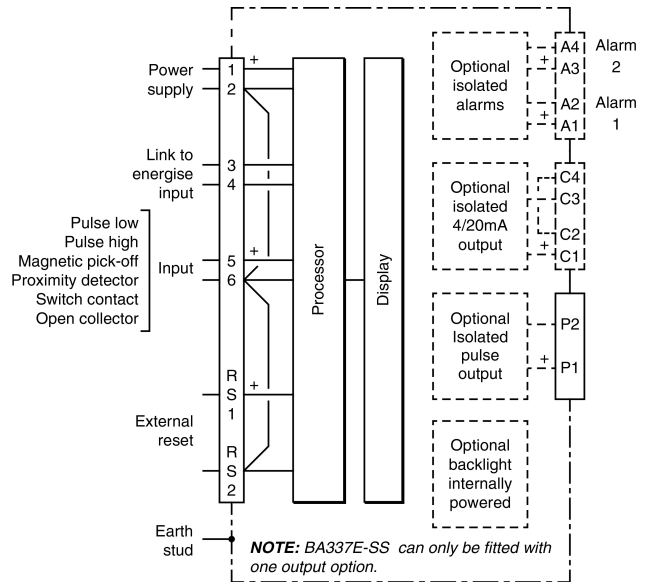 Power
supply
+
1
2
Link to
energise
input
3
4
Pulse low
Pulse high
Magnetic pick-off
Proximity detector
Switch contact
Open collector
Input
+
5
6
External
reset
R
S
1
+
R
S
2
Earth
stud
Processor
Display
Optional
isolated
alarms
+
+
A4
A3
A2
A1
Alarm
2
Alarm
1
Optional
isolated
4/20mA
output
+
C4
C3
C2
C1
Optional
Isolated
pulse
output
+
P2
P1
Optional
backlight
internally
powered
NOTE: BA337E-SS can only be fitted with
one output option.